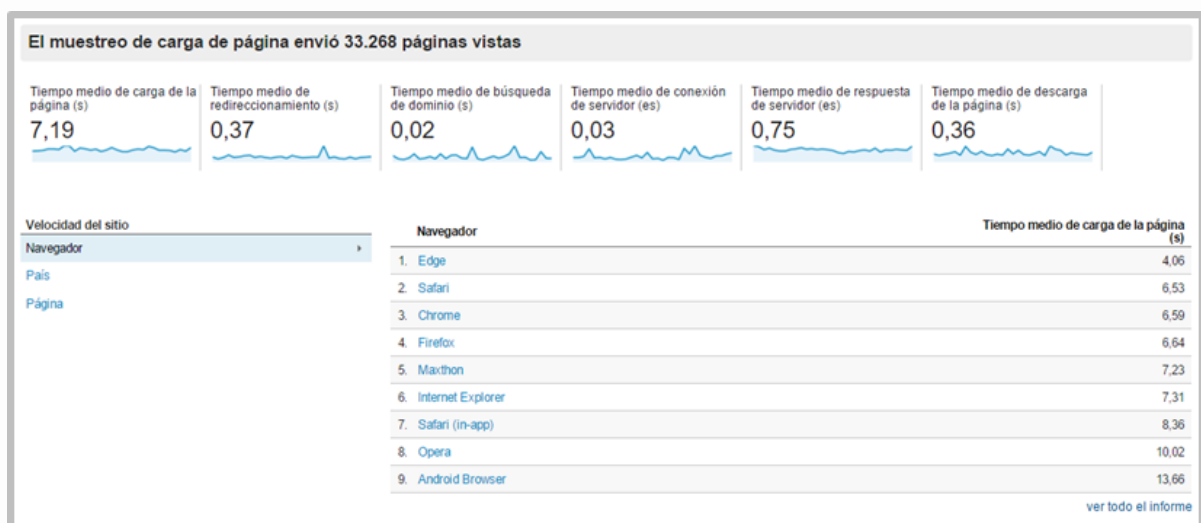 El muestreo de carga de página envió 33.268 páginas vistas
Tiempo medio de carga de la
página (s)
7,19
Tiempo medio de
redireccionamiento (s)
0,37
Tiempo medio de búsqueda
de dominio (s)
0,02
Tiempo medio de conexión
de servidor (es)
0,03
Tiempo medio de respuesta
de servidor (es)
0,75
Tiempo medio de descarga
de la página (s)
0,36
Velocidad del sitio
Navegador
País
Página
Navegador Tiempo medio de carga de la página
(s)
1. Edge 4,06
2. Safari 6,53
3. Chrome 6,59
4. Firefox 6,64
5. Maxthon 7,23
6. Internet Explorer 7,31
7. Safari (in-app) 8,36
8. Opera 10,02
9. Android Browser 13,66
ver todo el informe